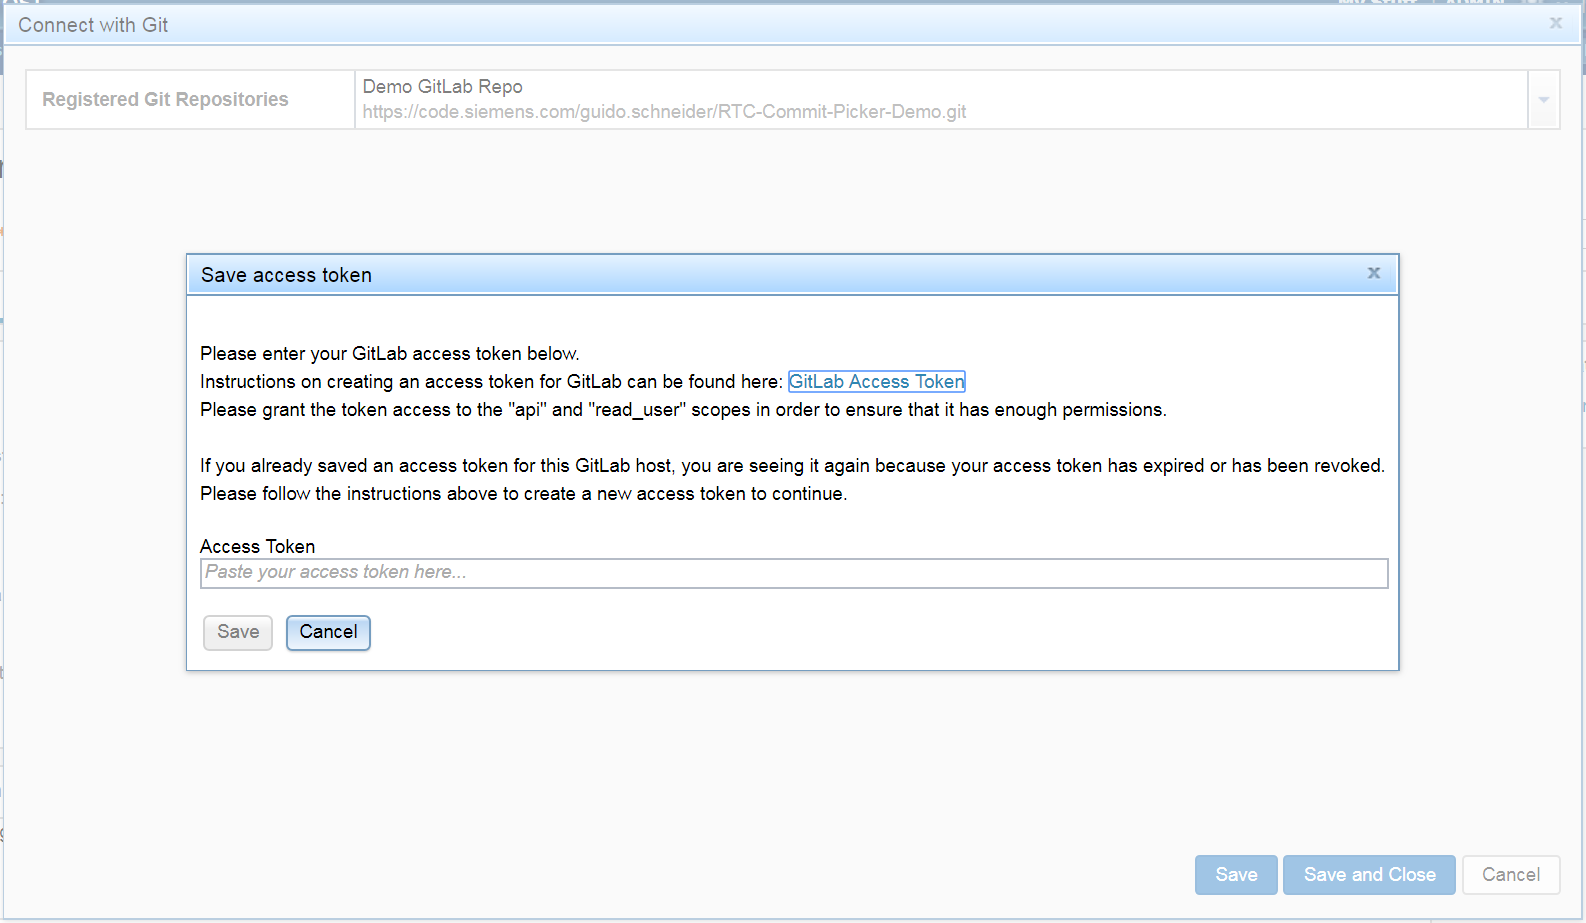 Connect with Git
x
Registered Git Repositories
Demo GitLab Repo
https://code.siemens.com/guido.schneider/RTC-Commit-Picker-Demo.git
Save access token
x
Please enter your GitLab access token below.
Instructions on creating an access token for GitLab can be found here: GitLab Access Token
Please grant the token access to the "api" and "read_user" scopes in order to ensure that it has enough permissions.
If you already saved an access token for this GitLab host, you are seeing it again because your access token has expired or has been revoked.
Please follow the instructions above to create a new access token to continue.
Access Token
Paste your access token here...
Save Cancel
Save Save and Close Cancel